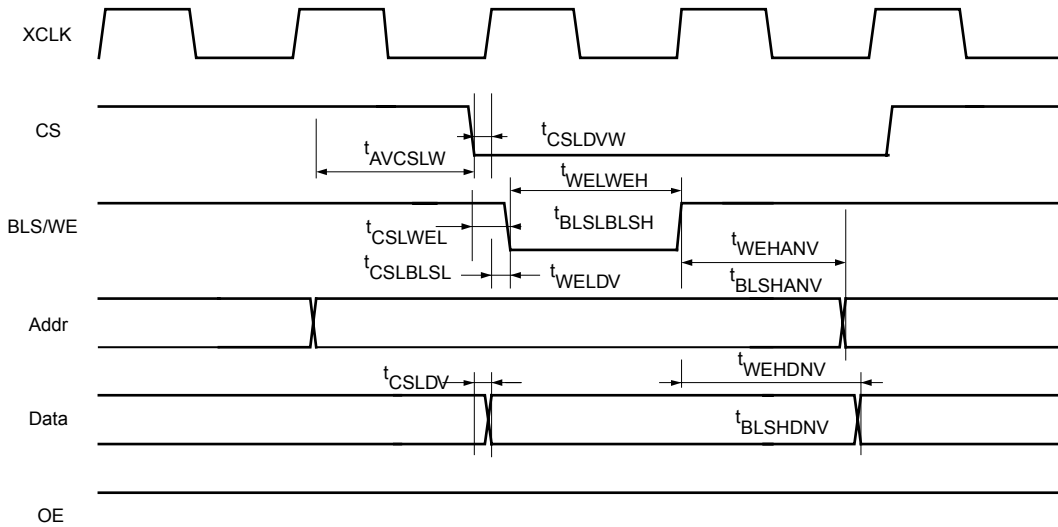 XCLK
CS
tCSLDVW
tAVCSLW
tWELWEH
BLS/WE
tCSLWEL
tBLSLBLSH
tWEHANV
tCSLBLSL
tWELDV
tBLSHANV
Addr
tWEHDNV
tCSLDV
Data
tBLSHDNV
OE